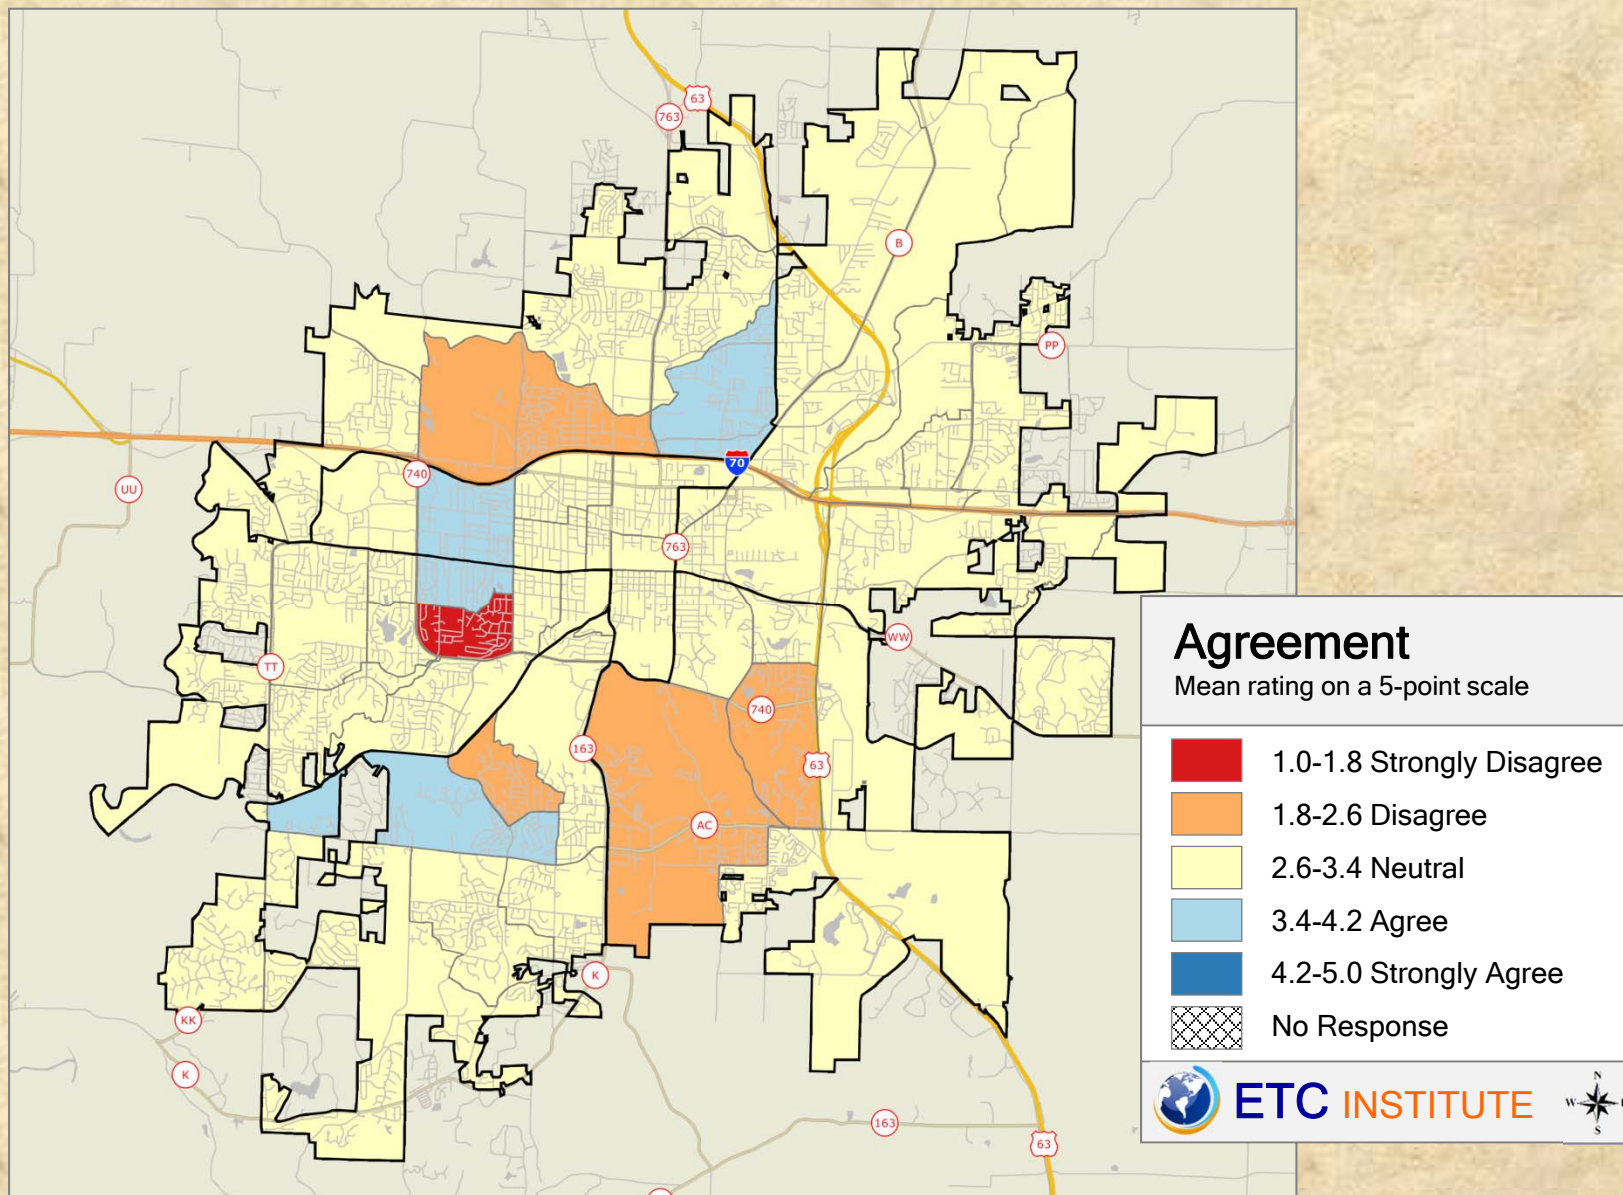 63
763
B
PP
70
740
UU
763
WW
TT
740
163
63
AC
K
KK
K
163
63
Agreement
Mean rating on a 5-point scale
1.0-1.8 Strongly Disagree
1.8-2.6 Disagree
2.6-3.4 Neutral
3.4-4.2 Agree
4.2-5.0 Strongly Agree
No Response
ETC INSTITUTE
N
W
S